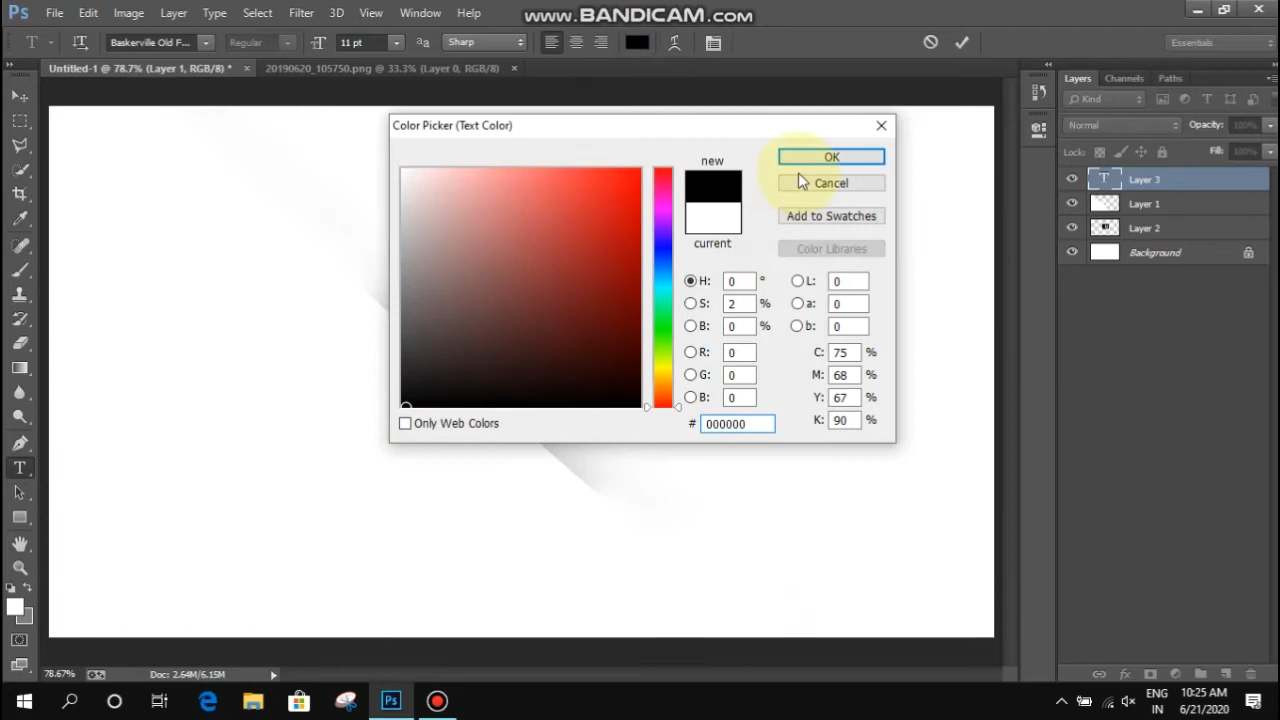 Ps File Edit Image Layer Type Select Filter 3D View Window Help www.BANDICAM.com
T Baskerville Old F... Regular 11 pt Sharp Essentials
Untitled-1 @ 78.7% (Layer 1, RGB/8) * × 20190620_105750.png @ 33.3% (Layer 0, RGB/8) ×
Layers Channels Paths
Kind
Normal Opacity: 100%
Lock: Fill: 100%
T Layer 3
Layer 1
Layer 2
Background
Color Picker (Text Color)
new
OK
Cancel
Add to Swatches
current
Color Libraries
H: 0 ° L: 0
S: 2 % a: 0
B: 0 % b: 0
R: 0 C: 75 %
G: 0 M: 68 %
B: 0 Y: 67 %
# 000000 K: 90 %
Only Web Colors
T
78.67% Doc: 2.64M/6.15M
fx
Ps
ENG 10:25 AM
IN 6/21/2020